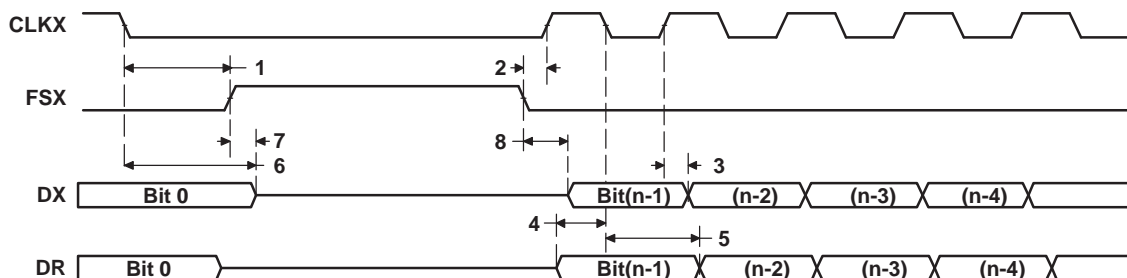 CLKX
1 2
FSX
7 8
6 3
DX Bit 0 Bit(n-1) (n-2) (n-3) (n-4)
4 5
DR Bit 0 Bit(n-1) (n-2) (n-3) (n-4)